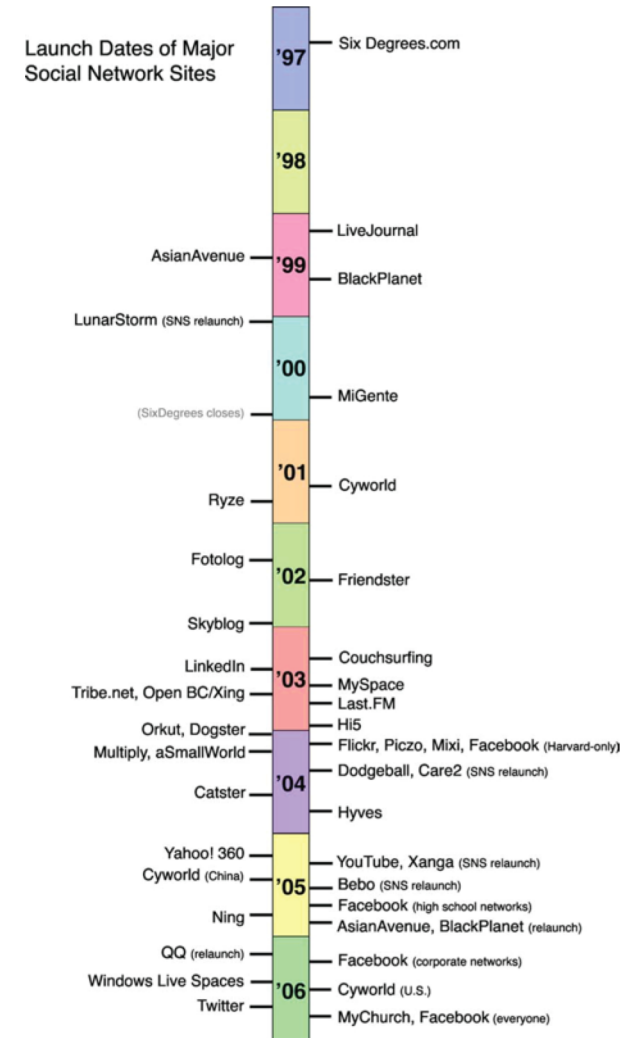 Launch Dates of Major
Social Network Sites
'97
Six Degrees.com
'98
LiveJournal
AsianAvenue
'99
BlackPlanet
LunarStorm (SNS relaunch)
'00
MiGente
(SixDegrees closes)
'01
Cyworld
Ryze
Fotolog
'02
Friendster
Skyblog
Couchsurfing
LinkedIn
'03
MySpace
Tribe.net, Open BC/Xing
Last.FM
Hi5
Orkut, Dogster
Flickr, Piczo, Mixi, Facebook (Harvard-only)
Multiply, aSmallWorld
Dodgeball, Care2 (SNS relaunch)
'04
Catster
Hyves
Yahoo! 360
YouTube, Xanga (SNS relaunch)
Cyworld (China)
'05
Bebo (SNS relaunch)
Facebook (high school networks)
Ning
AsianAvenue, BlackPlanet (relaunch)
QQ (relaunch)
Facebook (corporate networks)
Windows Live Spaces
'06
Cyworld (U.S.)
Twitter
MyChurch, Facebook (everyone)